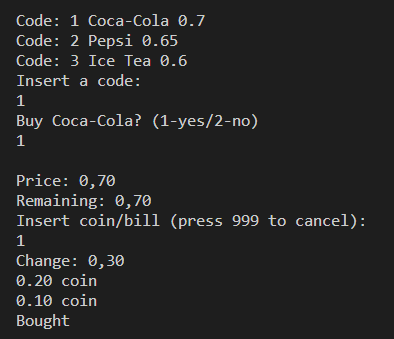 Code: 1 Coca-Cola 0.7
Code: 2 Pepsi 0.65
Code: 3 Ice Tea 0.6
Insert a code:
1
Buy Coca-Cola? (1-yes/2-no)
1
Price: 0,70
Remaining: 0,70
Insert coin/bill (press 999 to cancel):
1
Change: 0,30
0.20 coin
0.10 coin
Bought